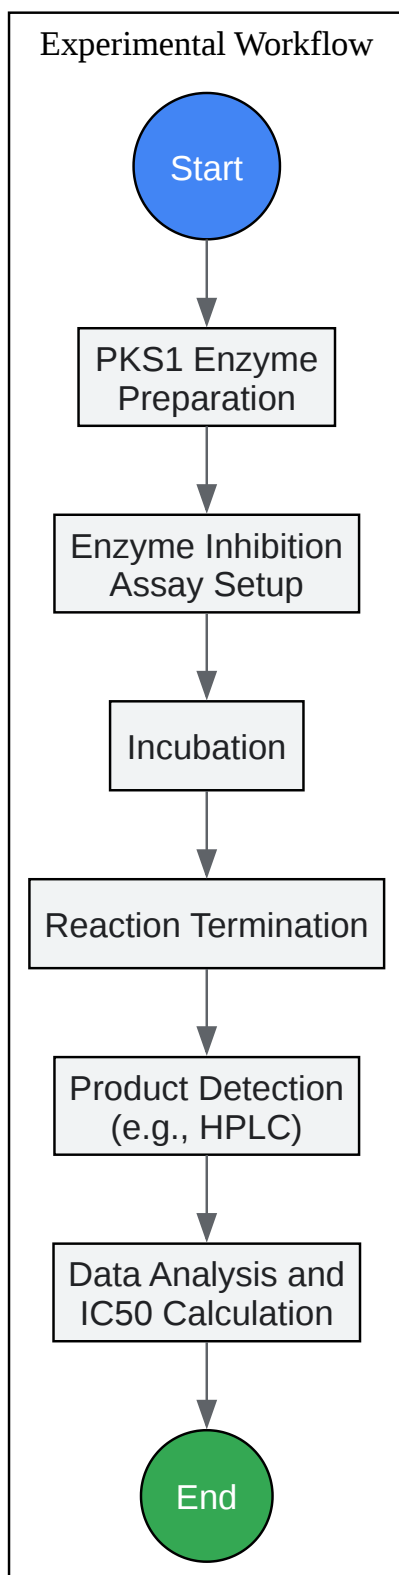 Experimental Workflow
Start
PKS1 Enzyme
Preparation
Enzyme Inhibition
Assay Setup
Incubation
Reaction Termination
Product Detection
(e.g., HPLC)
Data Analysis and
IC50 Calculation
End